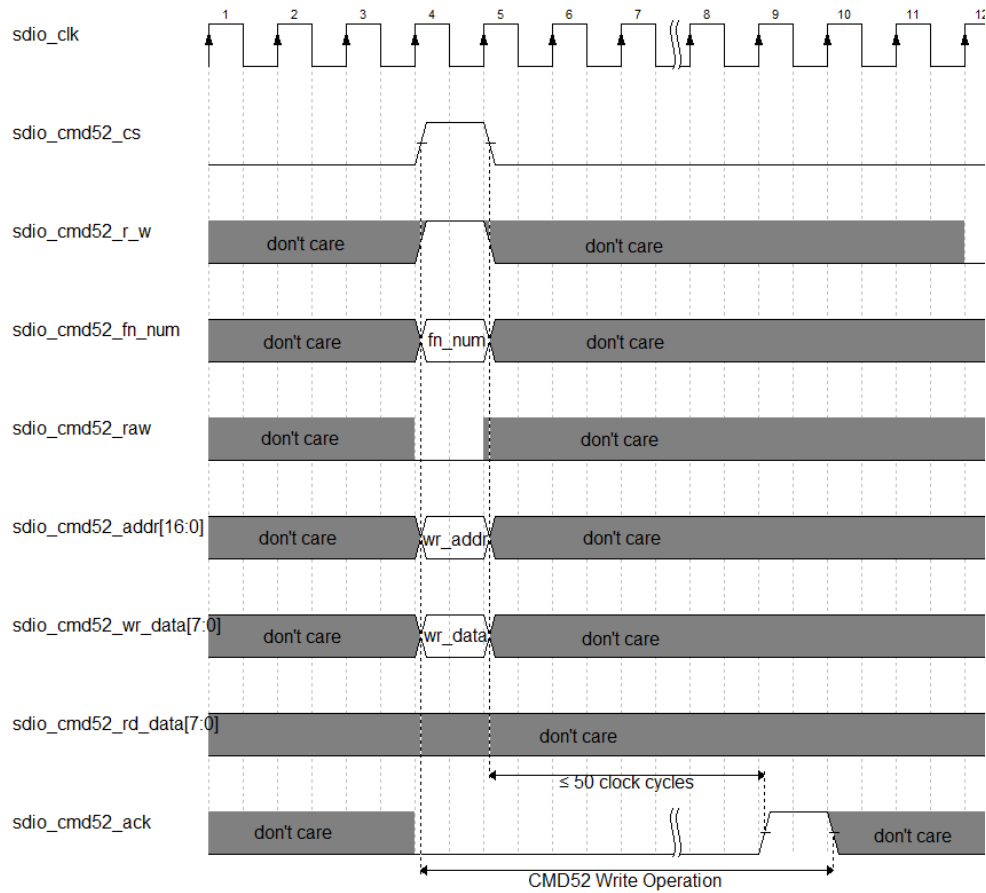 1 2 3 4 5 6 7 8 9 10 11 12
sdio_clk
sdio_cmd52_cs
sdio_cmd52_r_w
don't care don't care
sdio_cmd52_fn_num
don't care fn_num don't care
sdio_cmd52_raw
don't care don't care
sdio_cmd52_addr[16:0]
don't care wr_addr don't care
sdio_cmd52_wr_data[7:0]
don't care wr_data don't care
sdio_cmd52_rd_data[7:0]
don't care
≤ 50 clock cycles
sdio_cmd52_ack
don't care don't care
CMD52 Write Operation